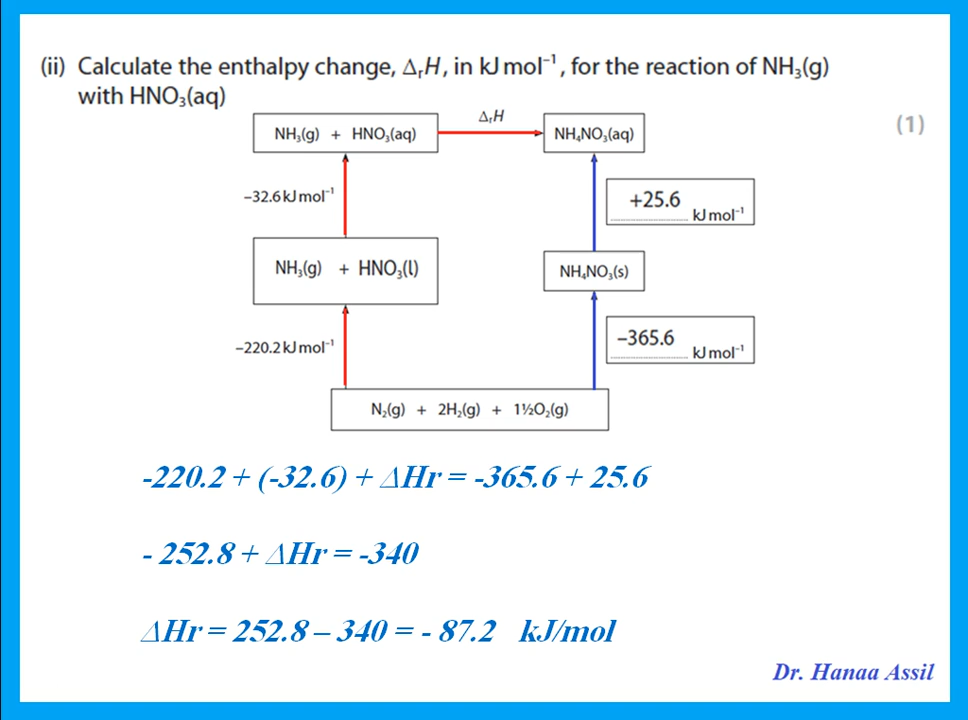 (ii) Calculate the enthalpy change, ΔᵣH, in kJ mol⁻¹, for the reaction of NH₃(g)
with HNO₃(aq)
(1)
NH₃(g) + HNO₃(aq)
ΔᵣH
NH₄NO₃(aq)
−32.6 kJ mol⁻¹
+25.6
kJ mol⁻¹
NH₃(g) + HNO₃(l)
NH₄NO₃(s)
−220.2 kJ mol⁻¹
−365.6
kJ mol⁻¹
N₂(g) + 2H₂(g) + 1½O₂(g)
-220.2 + (-32.6) + ΔHr = -365.6 + 25.6
- 252.8 + ΔHr = -340
ΔHr = 252.8 – 340 = - 87.2 kJ/mol
Dr. Hanaa Assil